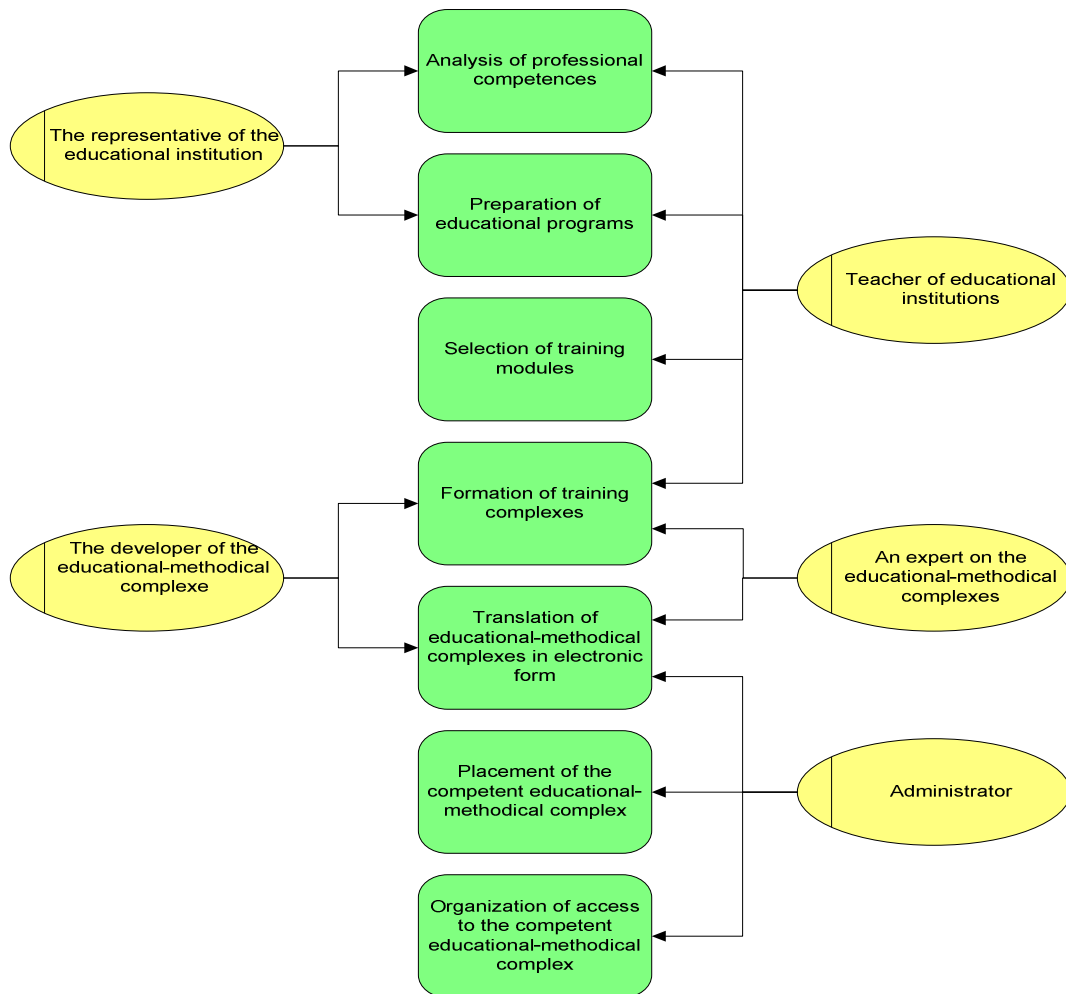 Analysis of professional
competences
The representative of the
educational institution
Preparation of
educational programs
Teacher of educational
institutions
Selection of training
modules
Formation of training
complexes
The developer of the
educational-methodical
complexe
An expert on the
educational-methodical
complexes
Translation of
educational-methodical
complexes in electronic
form
Placement of the
competent educational-
methodical complex
Administrator
Organization of access
to the competent
educational-methodical
complex